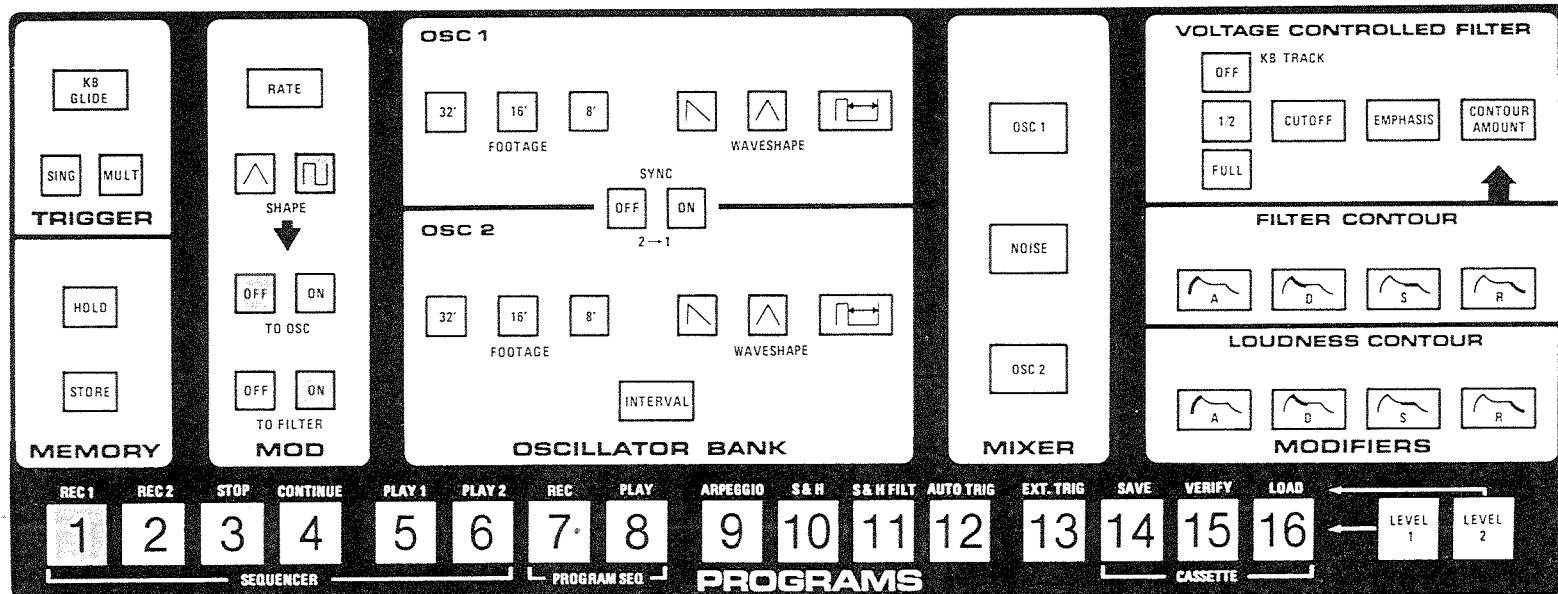 KB
GLIDE
SING MULT
TRIGGER
HOLD
STORE
MEMORY
RATE
SHAPE
OFF ON
TO OSC
OFF ON
TO FILTER
MOD
OSC 1
32' 16' 8'
FOOTAGE WAVESHAPE
SYNC
OFF ON
2→1
OSC 2
32' 16' 8'
FOOTAGE WAVESHAPE
INTERVAL
OSCILLATOR BANK
OSC 1
NOISE
OSC 2
MIXER
VOLTAGE CONTROLLED FILTER
KB TRACK
OFF
1/2
FULL
CUTOFF
EMPHASIS
CONTOUR
AMOUNT
FILTER CONTOUR
A D S R
LOUDNESS CONTOUR
A D S R
MODIFIERS
REC 1 REC 2 STOP CONTINUE PLAY 1 PLAY 2 REC PLAY ARPEGGIO S & H S & H FILT AUTO TRIG EXT. TRIG SAVE VERIFY LOAD
1 2 3 4 5 6 7 8 9 10 11 12 13 14 15 16
LEVEL
1
LEVEL
2
SEQUENCER PROGRAM SEQ PROGRAMS CASSETTE